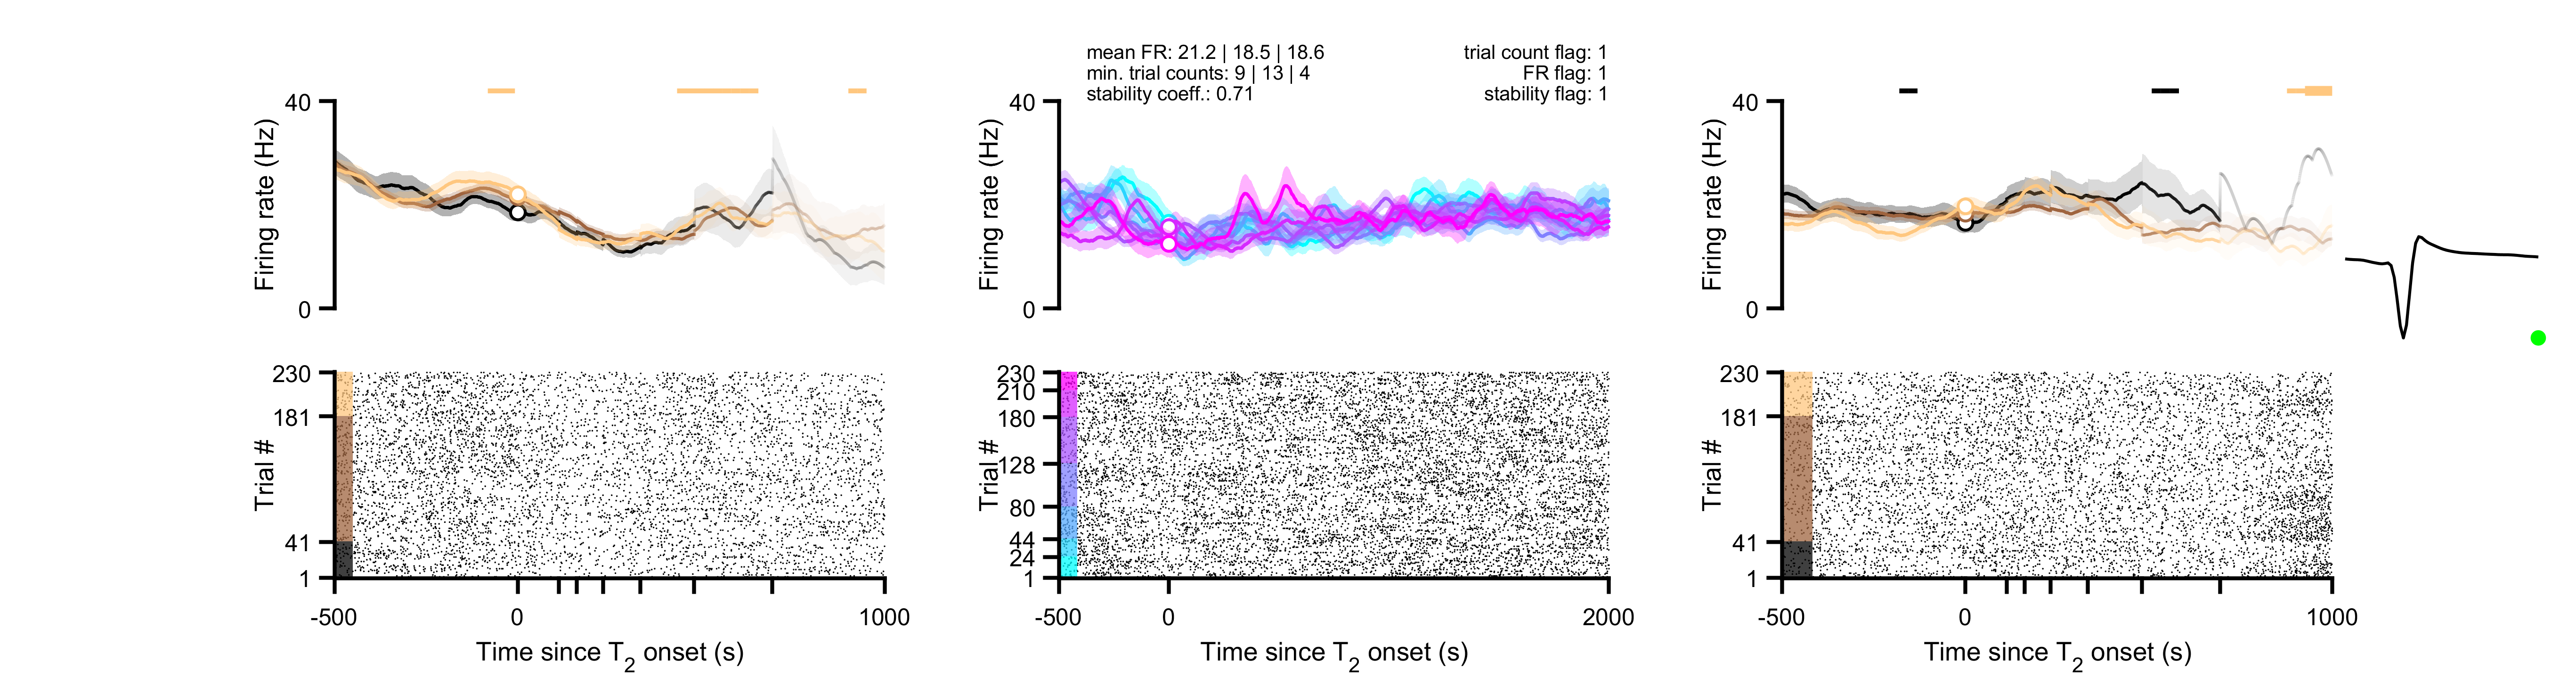 mean FR: 21.2 | 18.5 | 18.6
min. trial counts: 9 | 13 | 4
stability coeff.: 0.71
trial count flag: 1
FR flag: 1
stability flag: 1
40
Firing rate (Hz)
0
40
Firing rate (Hz)
0
40
Firing rate (Hz)
0
230
181
Trial #
41
1
-500
0
1000
Time since T2 onset (s)
230
210
180
Trial #
128
80
44
24
1
-500
0
2000
Time since T2 onset (s)
230
181
Trial #
41
1
-500
0
1000
Time since T2 onset (s)